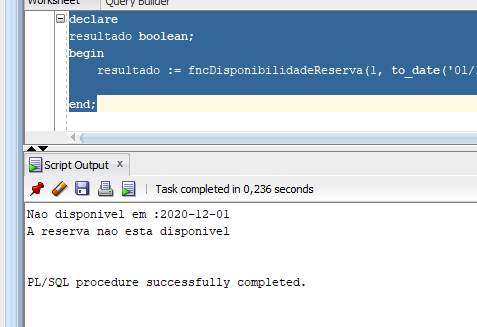 Worksheet Query Builder
declare
resultado boolean;
begin
resultado := fncDisponibilidadeReserva(1, to_date('01/
end;
Script Output x
Task completed in 0,236 seconds
Nao disponivel em :2020-12-01
A reserva nao esta disponivel
PL/SQL procedure successfully completed.